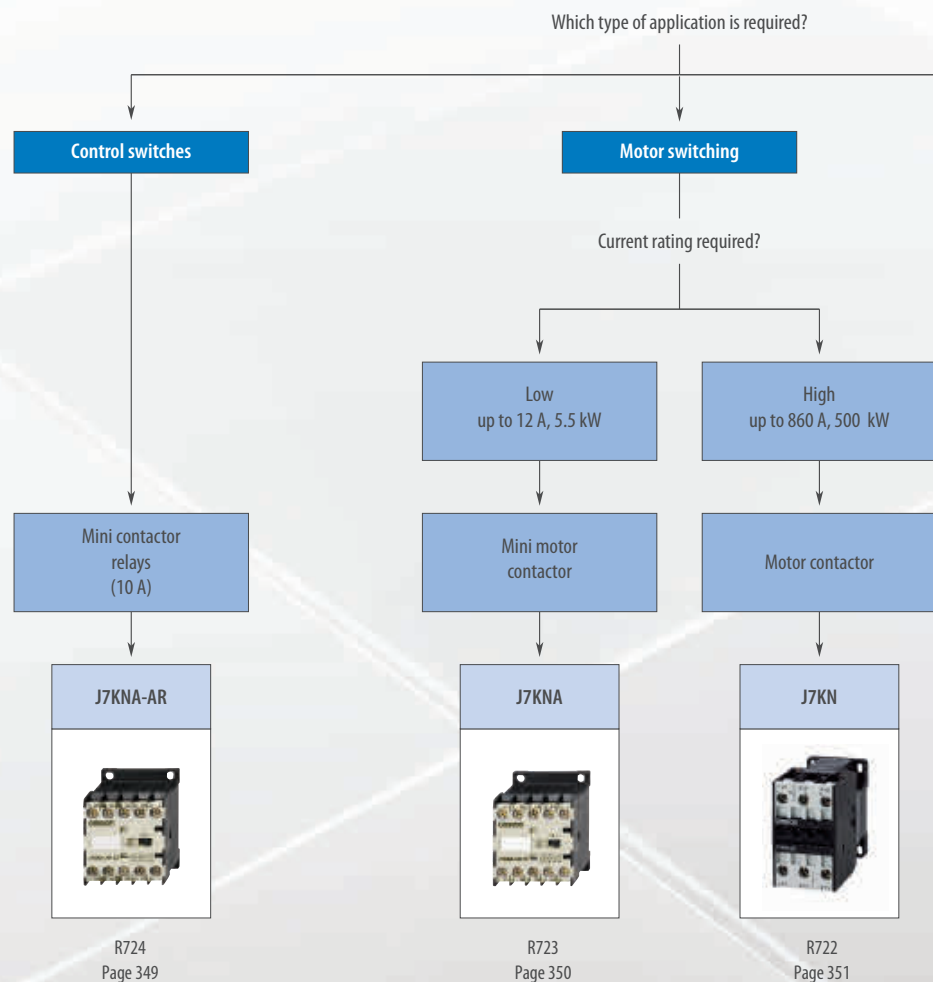 Which type of application is required?
Control switches
Motor switching
Current rating required?
Low
up to 12 A, 5.5 kW
High
up to 860 A, 500 kW
Mini contactor
relays
(10 A)
Mini motor
contactor
Motor contactor
J7KNA-AR
J7KNA
J7KN
R724
Page 349
R723
Page 350
R722
Page 351